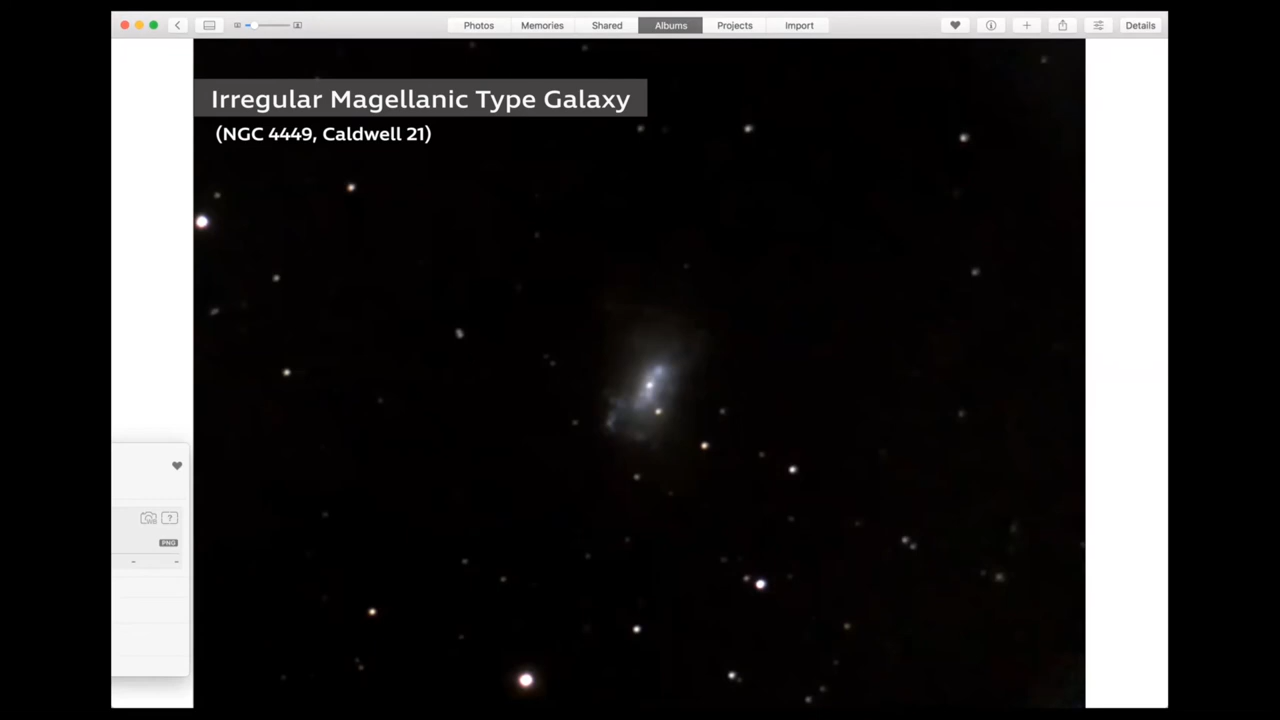 Photos Memories Shared Albums Projects Import Details
Irregular Magellanic Type Galaxy
(NGC 4449, Caldwell 21)
?
PNG
- -